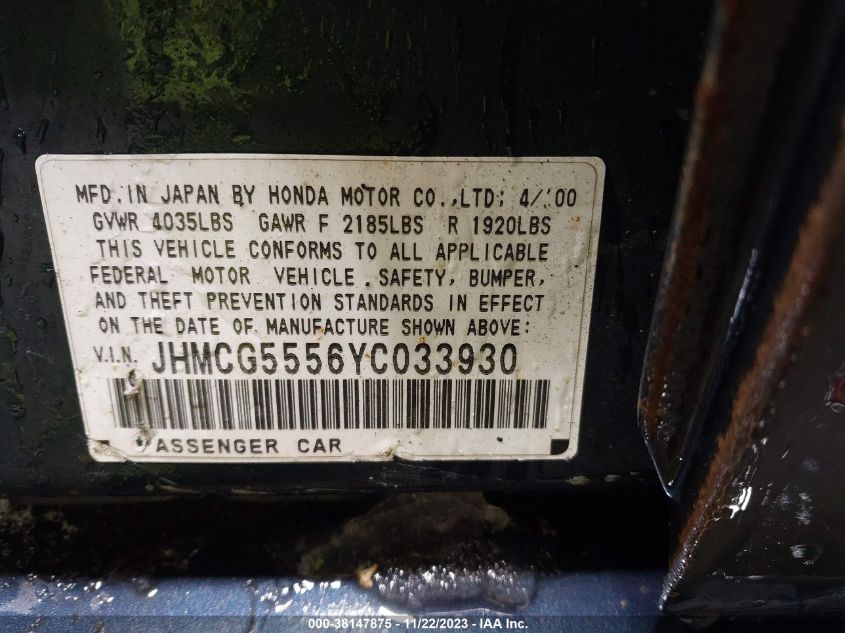 MFD. IN JAPAN BY HONDA MOTOR CO.,LTD; 4/'00
GVWR 4035LBS GAWR F 2185LBS R 1920LBS
THIS VEHICLE CONFORMS TO ALL APPLICABLE
FEDERAL MOTOR VEHICLE SAFETY, BUMPER,
AND THEFT PREVENTION STANDARDS IN EFFECT
ON THE DATE OF MANUFACTURE SHOWN ABOVE:
V.I.N. JHMCG5556YC033930
PASSENGER CAR
000-38147875 - 11/22/2023 - IAA Inc.